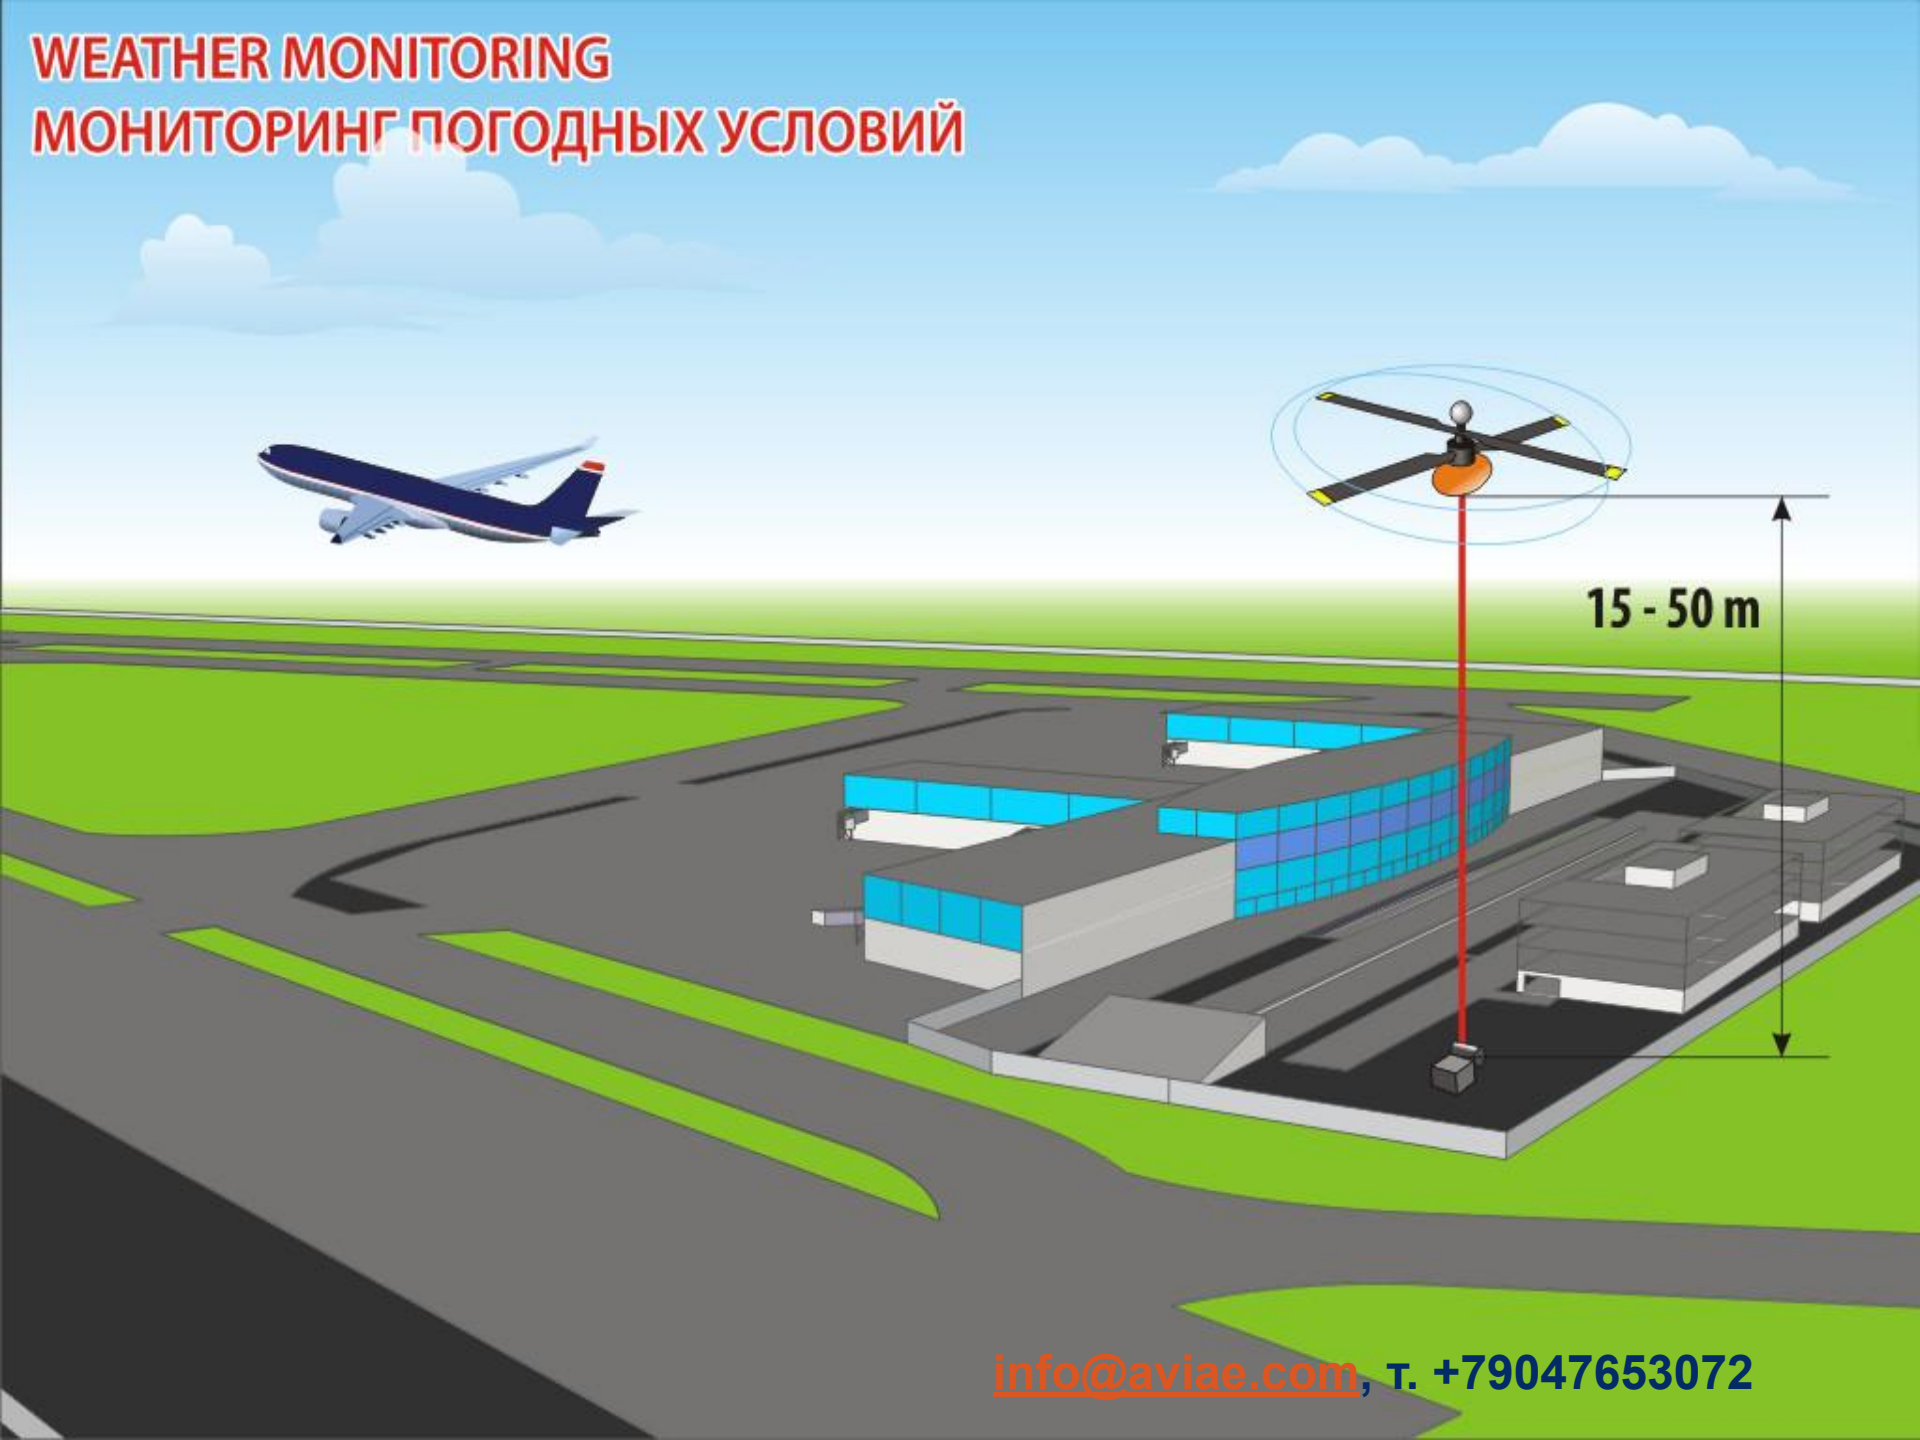 WEATHER MONITORING
МОНИТОРИНГ ПОГОДНЫХ УСЛОВИЙ
15 - 50 m
info@aviae.com, т. +79047653072